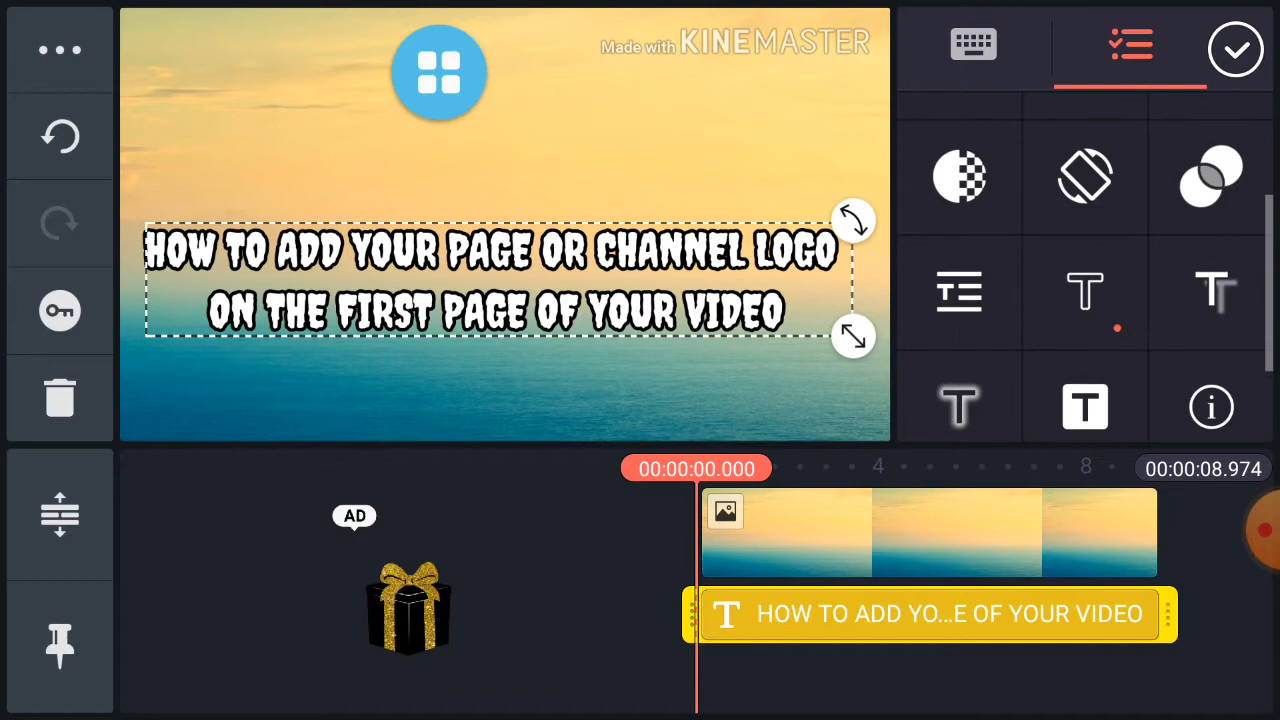 Made with KINEMASTER
HOW TO ADD YOUR PAGE OR CHANNEL LOGO
ON THE FIRST PAGE OF YOUR VIDEO
00:00:00.000
4
8
00:00:08.974
AD
T HOW TO ADD YO...E OF YOUR VIDEO